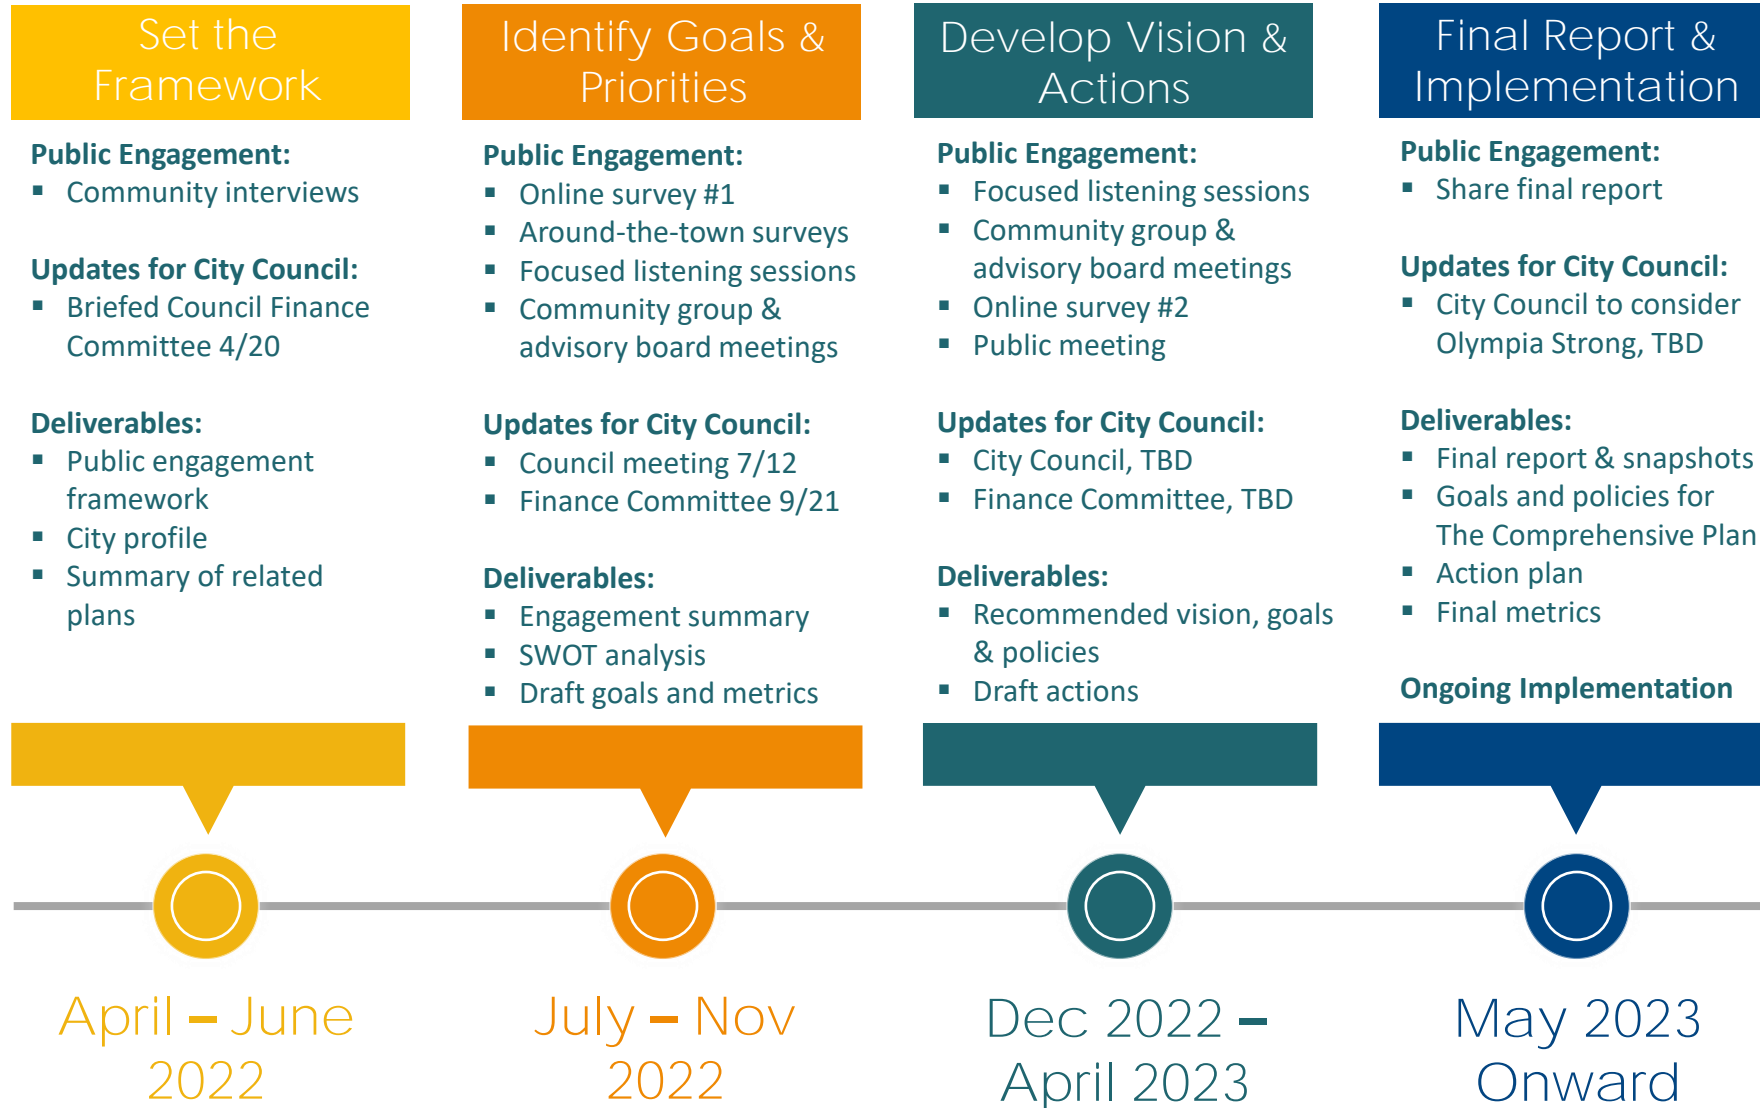 Set the
Framework
Public Engagement:
▪ Community interviews
Updates for City Council:
▪ Briefed Council Finance
Committee 4/20
Deliverables:
▪ Public engagement
framework
▪ City profile
▪ Summary of related
plans
April – June
2022
Identify Goals &
Priorities
Public Engagement:
▪ Online survey #1
▪ Around-the-town surveys
▪ Focused listening sessions
▪ Community group &
advisory board meetings
Updates for City Council:
▪ Council meeting 7/12
▪ Finance Committee 9/21
Deliverables:
▪ Engagement summary
▪ SWOT analysis
▪ Draft goals and metrics
July – Nov
2022
Develop Vision &
Actions
Public Engagement:
▪ Focused listening sessions
▪ Community group &
advisory board meetings
▪ Online survey #2
▪ Public meeting
Updates for City Council:
▪ City Council, TBD
▪ Finance Committee, TBD
Deliverables:
▪ Recommended vision, goals
& policies
▪ Draft actions
Dec 2022 –
April 2023
Final Report &
Implementation
Public Engagement:
▪ Share final report
Updates for City Council:
▪ City Council to consider
Olympia Strong, TBD
Deliverables:
▪ Final report & snapshots
▪ Goals and policies for
The Comprehensive Plan
▪ Action plan
▪ Final metrics
Ongoing Implementation
May 2023
Onward